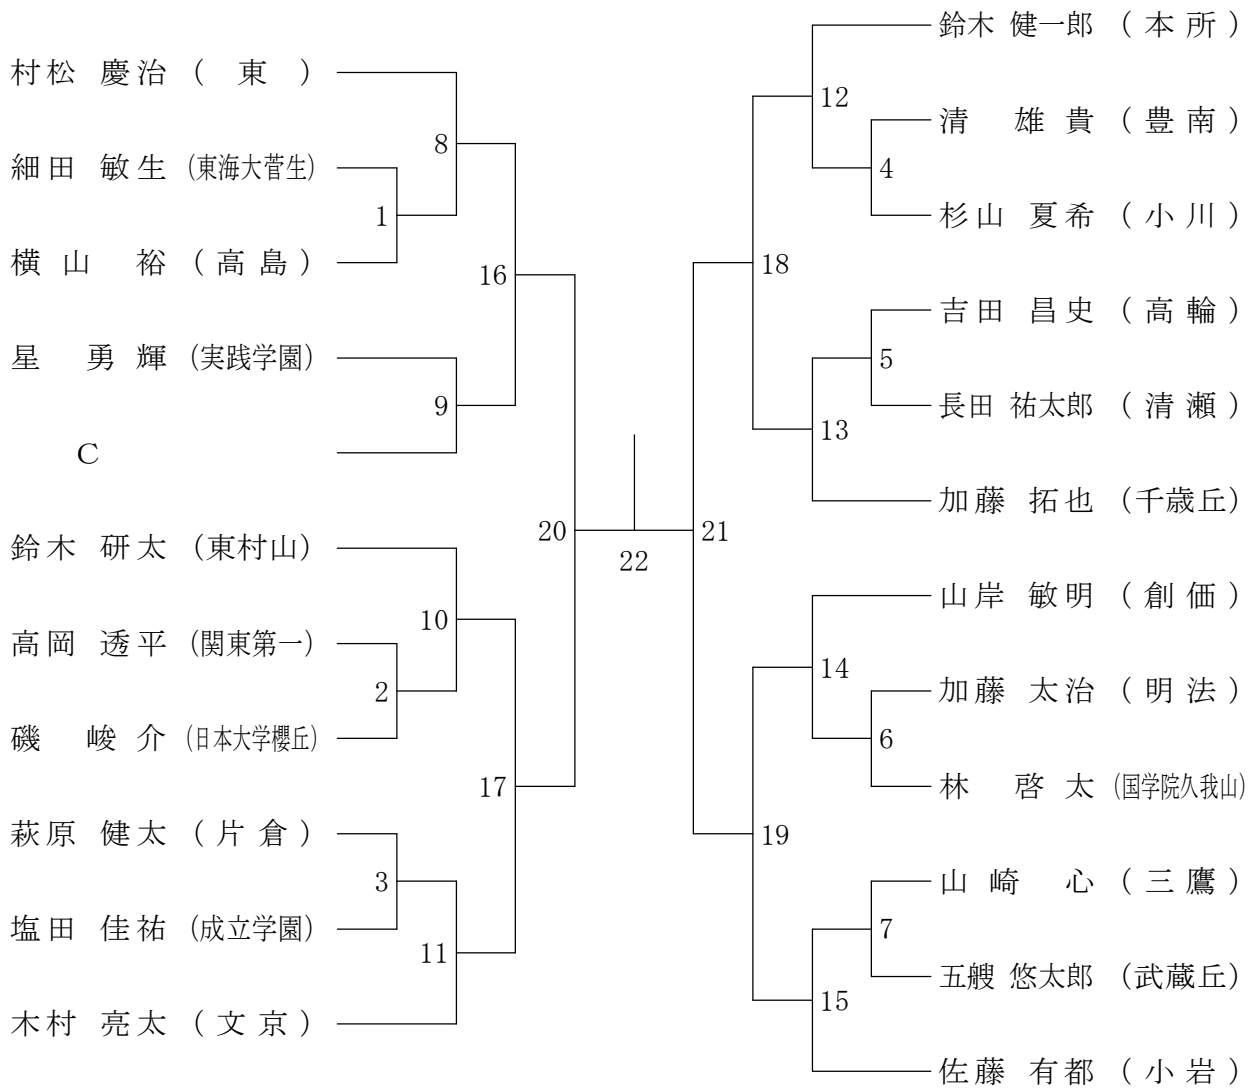 村松 慶治 (東)
8
細田 敏生 (東海大菅生)
1
横山 裕 (高島)
16
星 勇輝 (実践学園)
9
C
20
鈴木 研太 (東村山)
10
高岡 透平 (関東第一)
2
磯 峻介 (日本大学櫻丘)
17
萩原 健太 (片倉)
3
塩田 佳祐 (成立学園)
11
木村 亮太 (文京)
22
鈴木 健一郎 (本所)
12
清 雄貴 (豊南)
4
杉山 夏希 (小川)
18
吉田 昌史 (高輪)
5
長田 祐太郎 (清瀬)
13
加藤 拓也 (千歳丘)
21
山岸 敏明 (創価)
14
加藤 太治 (明法)
6
林 啓太 (国学院久我山)
19
山崎 心 (三鷹)
7
五艘 悠太郎 (武蔵丘)
15
佐藤 有都 (小岩)